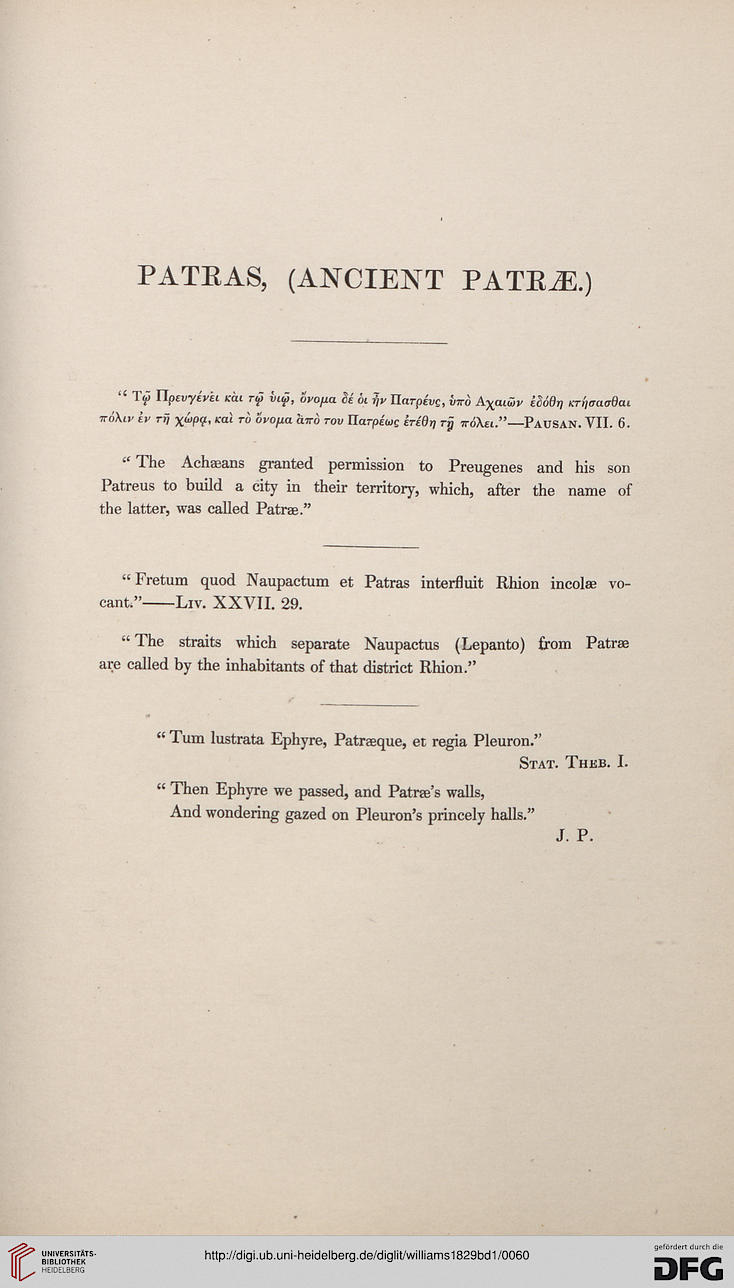 PATRAS, (ANCIENT PATRÆ.)
“ Τῷ Πρευγένει καὶ τῷ ὑιῷ, ὄνομα δέ ὁι ἦν Πατρέυς, ὑπὸ Αχαιῶν ἐδόθη κτήσασθαι
πόλιν ἐν τῇ χώρᾳ, καὶ τὸ ὄνομα ἀπὸ του Πατρέως ἐτέθη τῇ πόλει.”—PAUSAN. VII. 6.
“ The Achæans granted permission to Preugenes and his son
Patreus to build a city in their territory, which, after the name of
the latter, was called Patræ.”
“ Fretum quod Naupactum et Patras interfluit Rhion incolæ vo-
cant.”——LIV. XXVII. 29.
“ The straits which separate Naupactus (Lepanto) from Patræ
are called by the inhabitants of that district Rhion.”
“ Tum lustrata Ephyre, Patræque, et regia Pleuron.”
STAT. THEB. I.
“ Then Ephyre we passed, and Patræ’s walls,
And wondering gazed on Pleuron’s princely halls.”
J. P.
UNIVERSITÄTS-
BIBLIOTHEK
HEIDELBERG
http://digi.ub.uni-heidelberg.de/diglit/williams1829bd1/0060
gefördert durch die
DFG